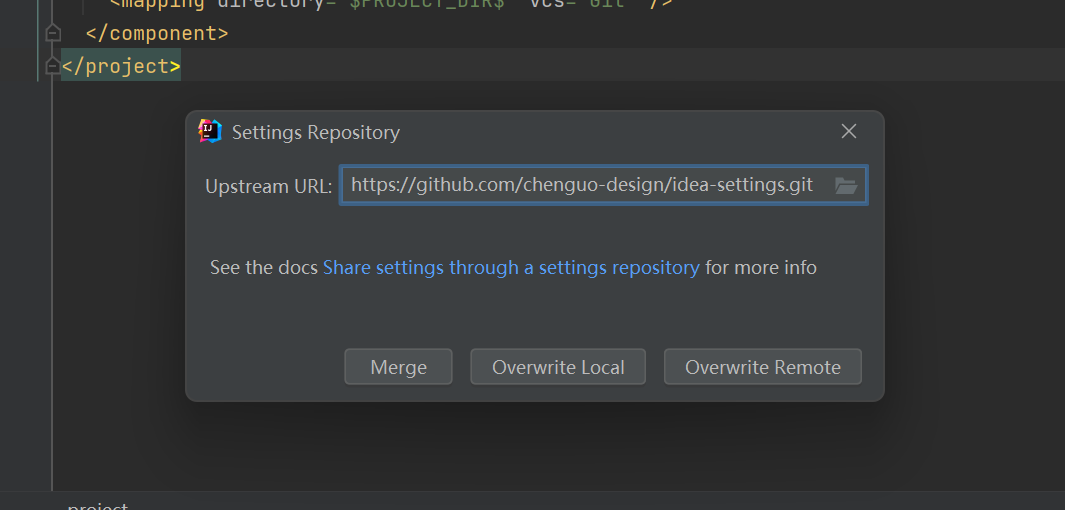 <mapping directory="$PROJECT_DIR$" vcs="Git" />
</component>
</project>
IJ
Settings Repository
Upstream URL: https://github.com/chenguo-design/idea-settings.git
See the docs Share settings through a settings repository for more info
Merge Overwrite Local Overwrite Remote
project